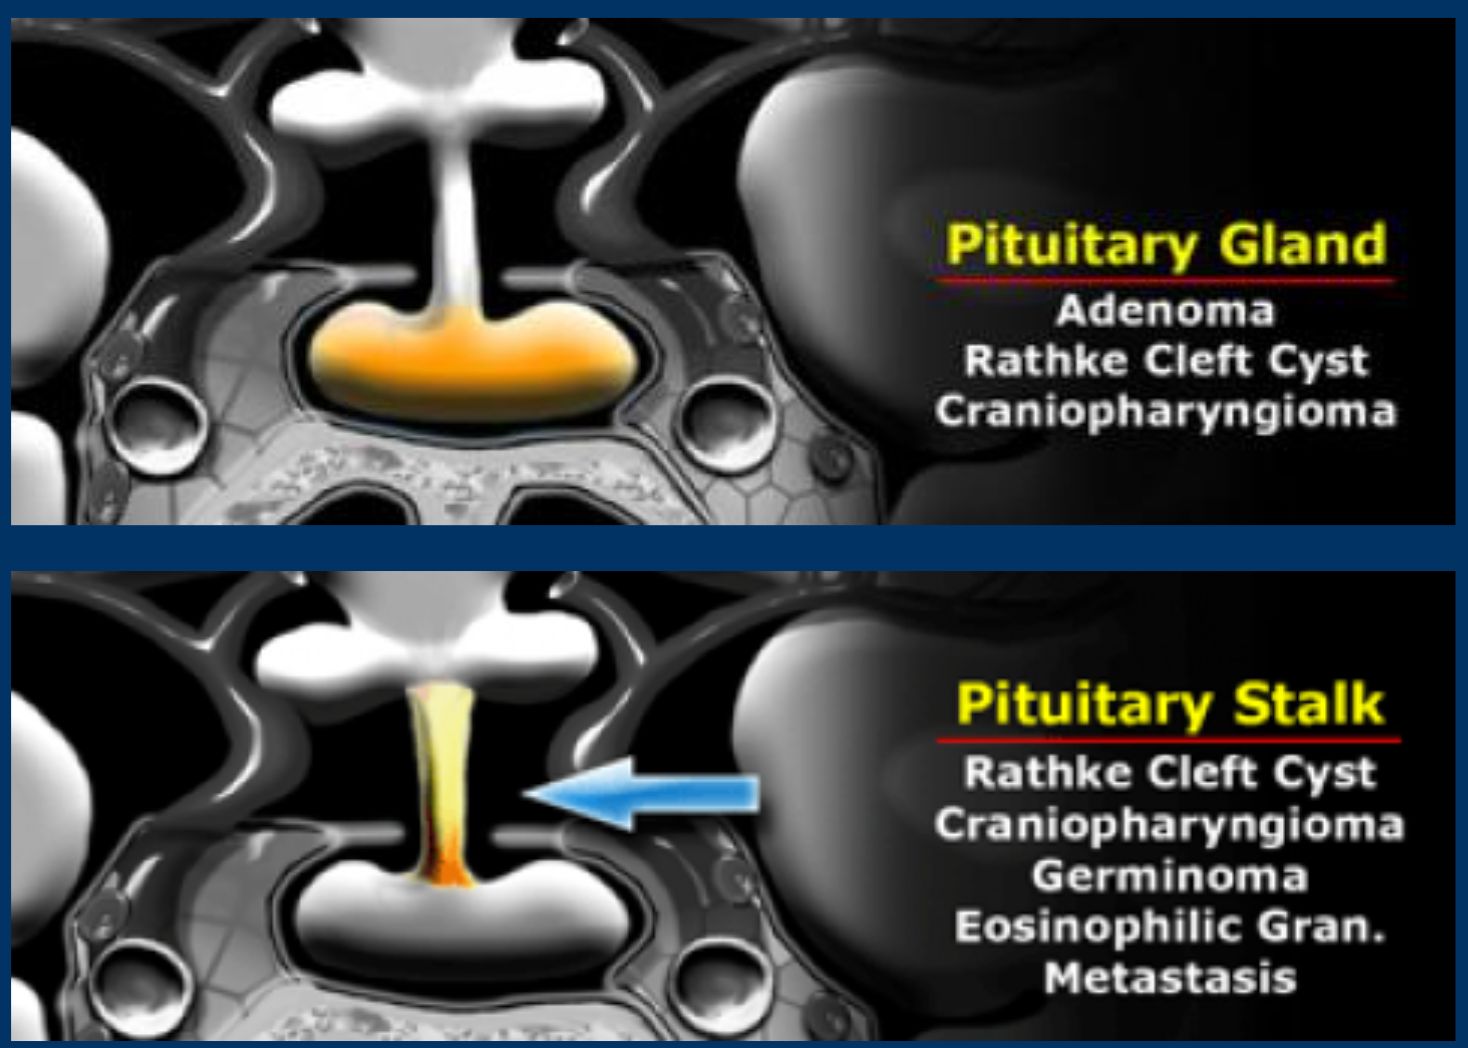 Pituitary Gland
Adenoma
Rathke Cleft Cyst
Craniopharyngioma
Pituitary Stalk
Rathke Cleft Cyst
Craniopharyngioma
Germinoma
Eosinophilic Gran.
Metastasis